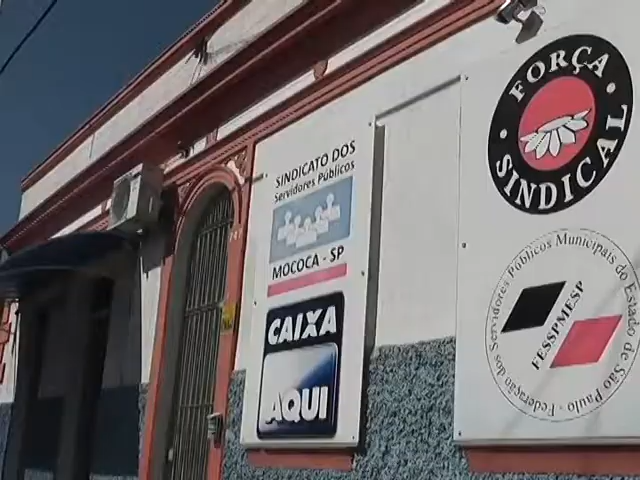 SINDICATO DOS
Servidores Públicos
MOCOCA - SP
CAIXA
AQUI
FORÇA
SINDICAL
Federação dos Servidores Públicos Municipais do Estado de São Paulo
FESSPMESP